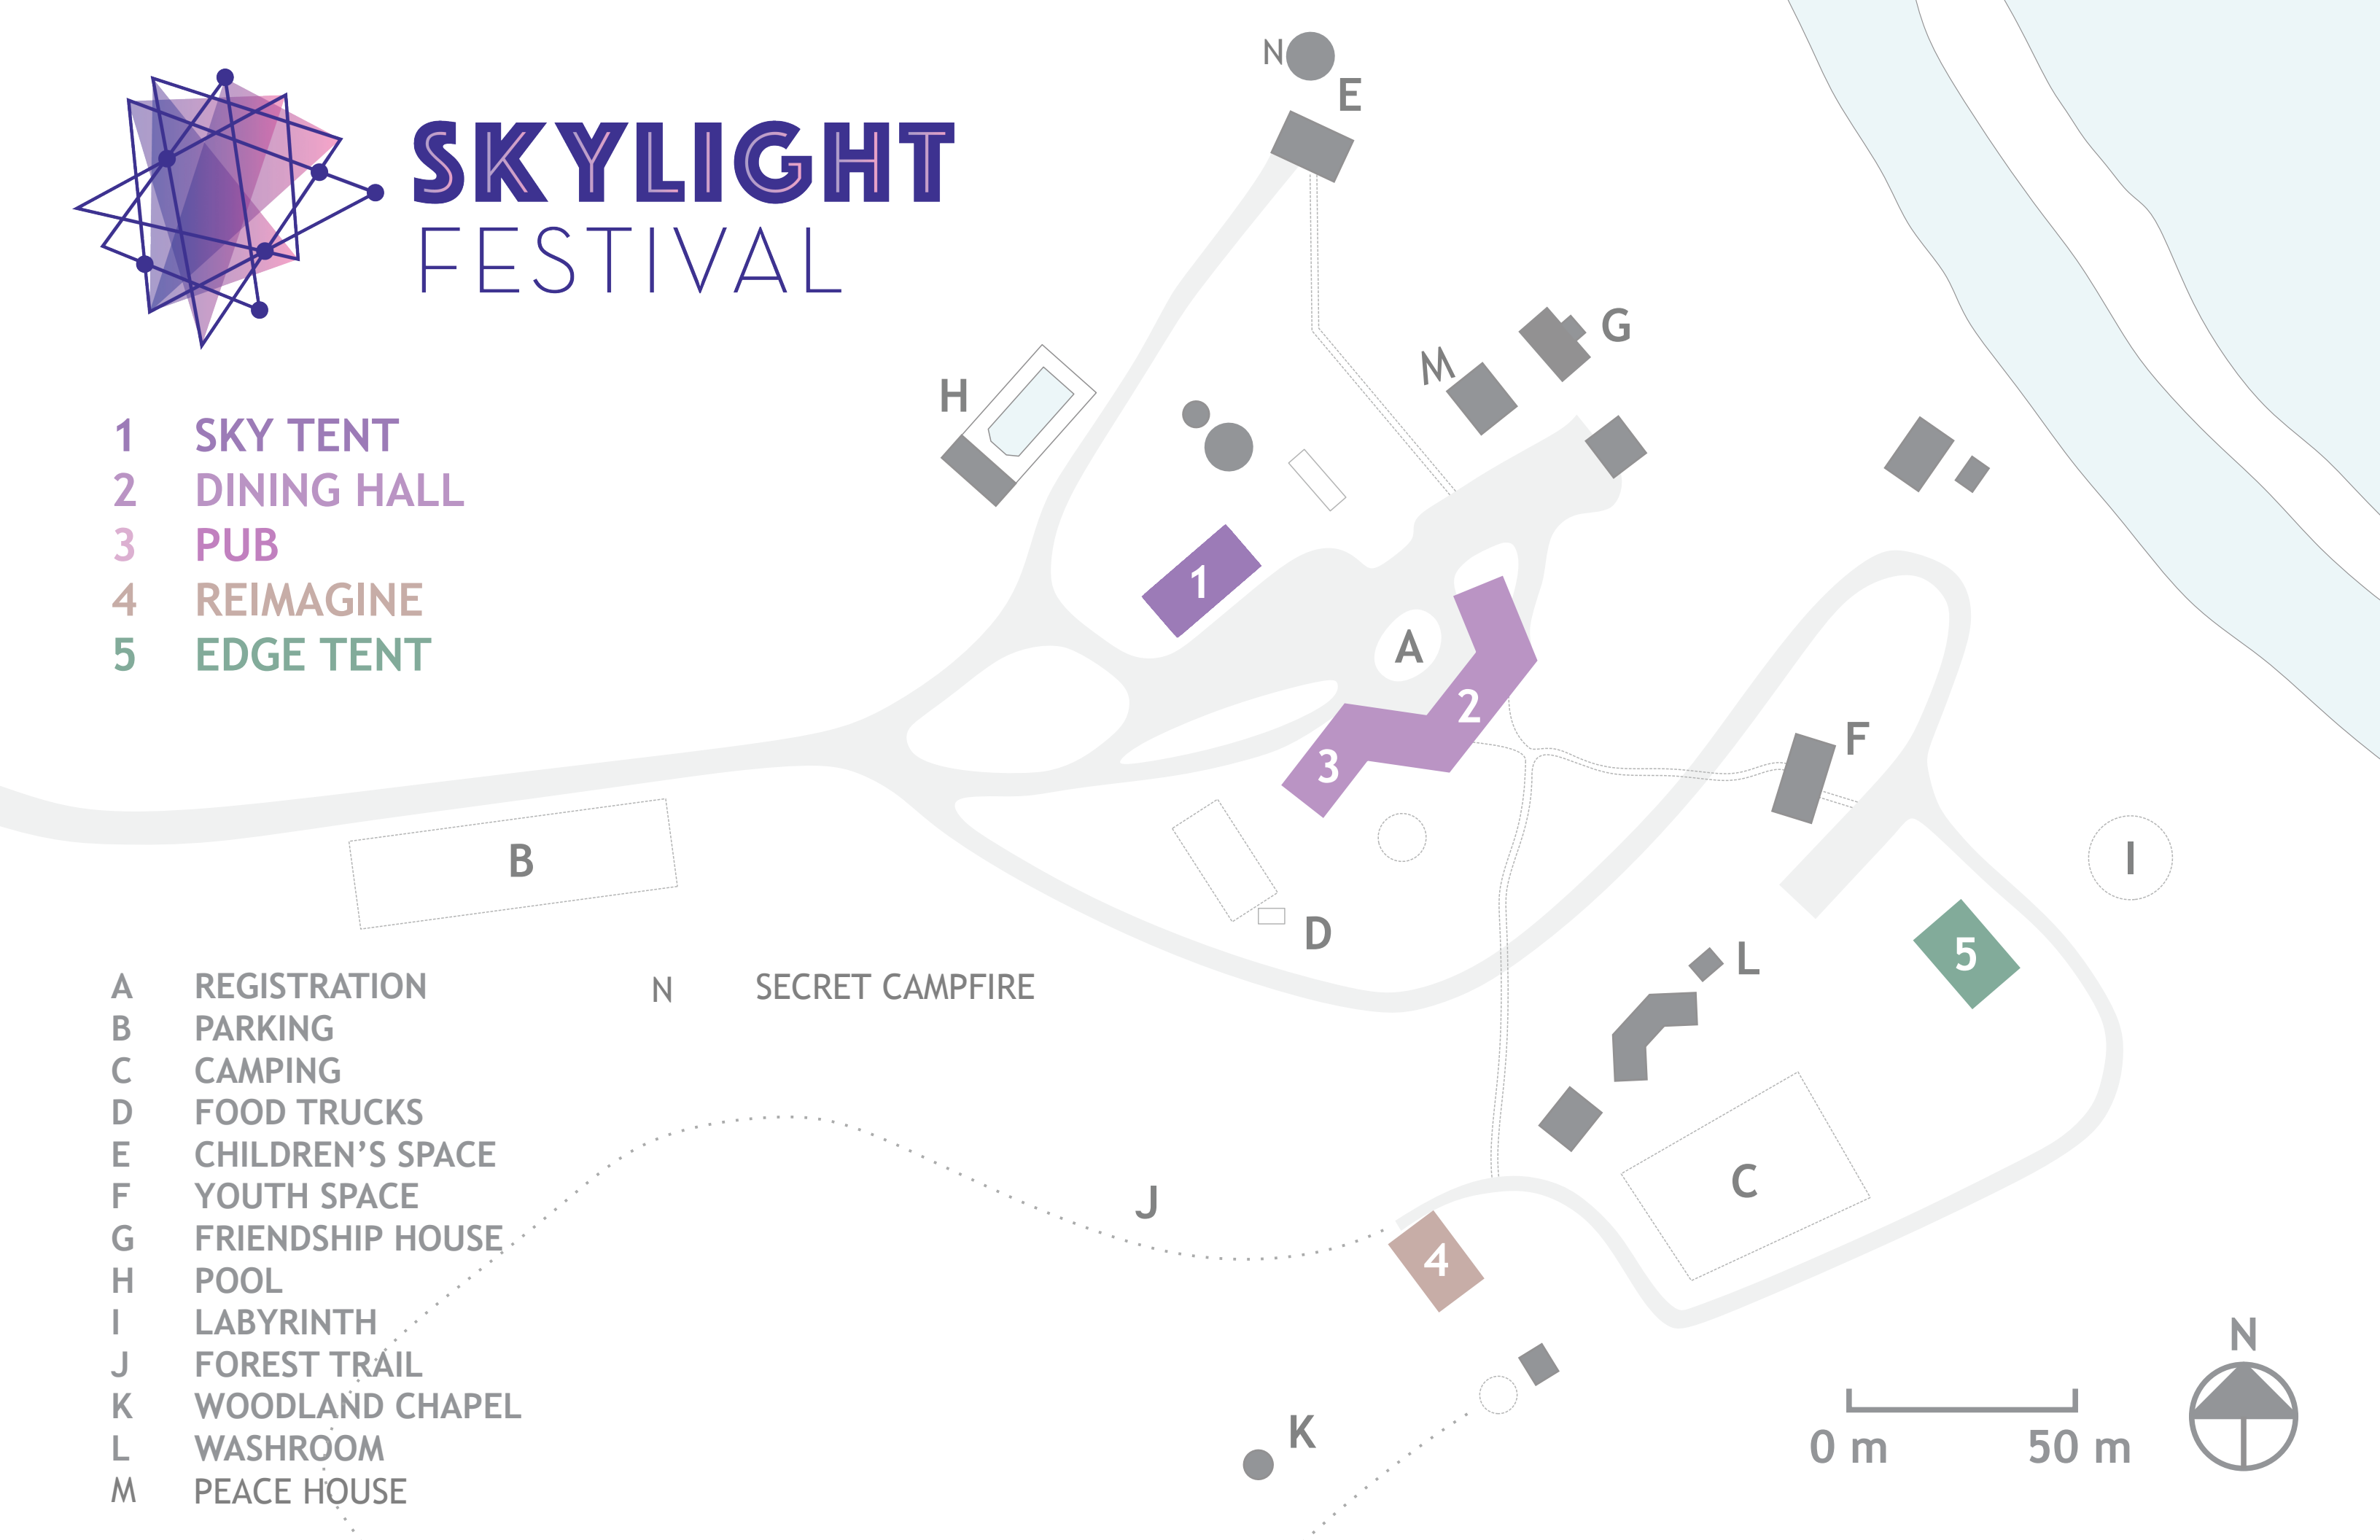 SKYLIGHT
FESTIVAL
1 SKY TENT
2 DINING HALL
3 PUB
4 REIMAGINE
5 EDGE TENT
N
E
G
M
H
1
A
2
3
F
B
I
D
5
L
C
J
4
K
A REGISTRATION
B PARKING
C CAMPING
D FOOD TRUCKS
E CHILDREN'S SPACE
F YOUTH SPACE
G FRIENDSHIP HOUSE
H POOL
I LABYRINTH
J FOREST TRAIL
K WOODLAND CHAPEL
L WASHROOM
M PEACE HOUSE
N SECRET CAMPFIRE
N
0 m 50 m